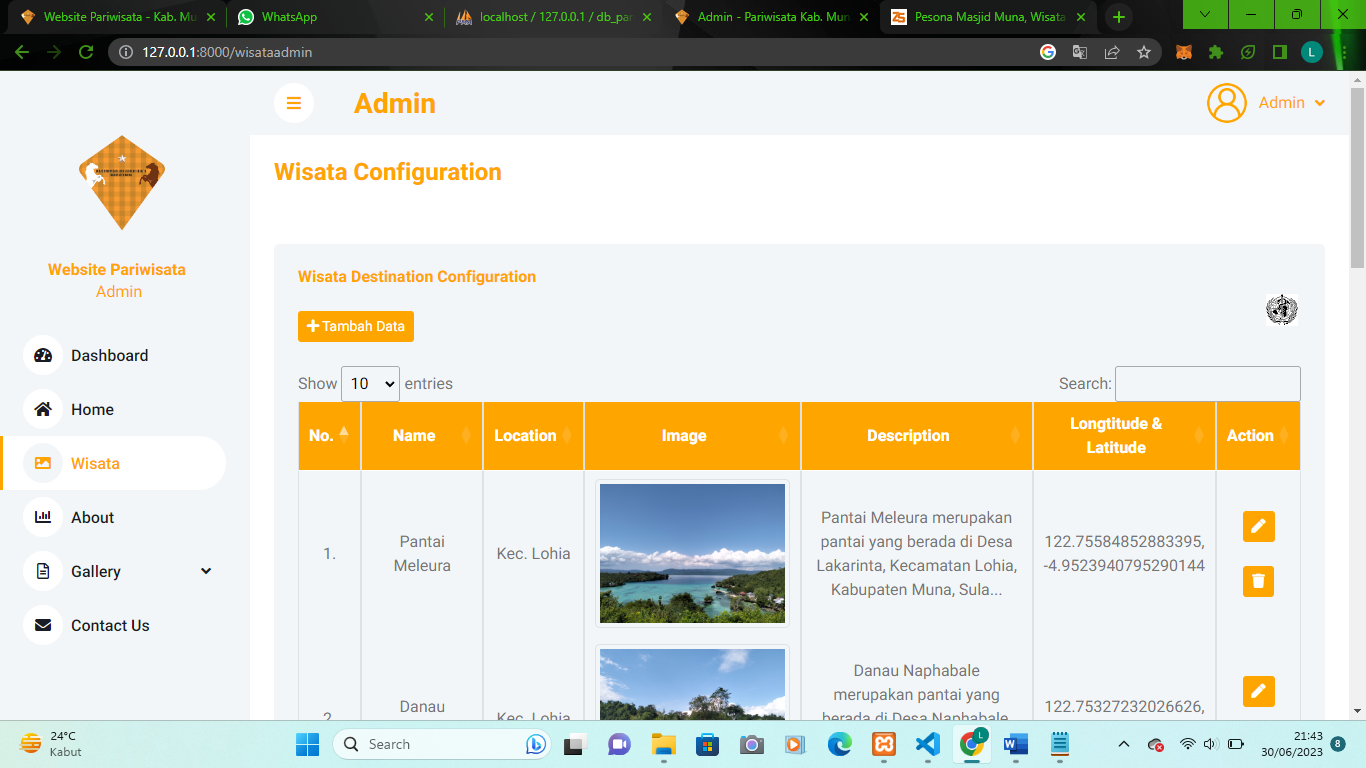 Website Pariwisata - Kab. Mu
WhatsApp
localhost / 127.0.0.1 / db_par
Admin - Pariwisata Kab. Mun
Pesona Masjid Muna, Wisata
127.0.0.1:8000/wisataadmin
L
Website Pariwisata
Admin
Dashboard
Home
Wisata
About
Gallery
Contact Us
Admin
Admin
Wisata Configuration
Wisata Destination Configuration
Tambah Data
Show 10 entries
Search:
No. Name Location Image Description Longtitude & Latitude Action
1.
Pantai
Meleura
Kec. Lohia
Pantai Meleura merupakan
pantai yang berada di Desa
Lakarinta, Kecamatan Lohia,
Kabupaten Muna, Sula...
122.75584852883395,
-4.9523940795290144
2.
Danau
Kec. Lohia
Danau Naphabale
merupakan pantai yang
berada di Desa Naphabale
122.75327232026626,
24°C
Kabut
Search
L
21:43
30/06/2023
8